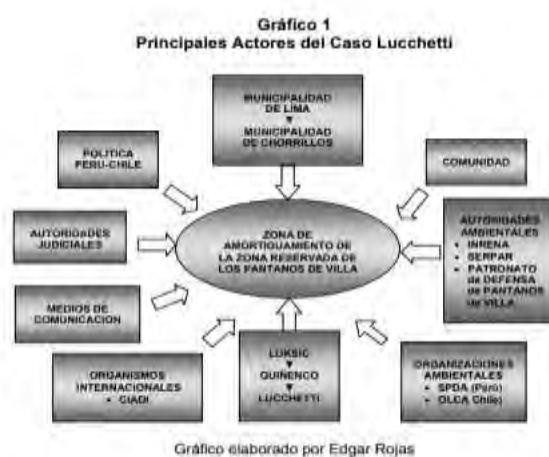 Gráfico 1
Principales Actores del Caso Lucchetti
MUNICIPALIDAD
DE LIMA
▼
MUNICIPALIDAD
DE CHORRILLOS
POLITICA
PERU-CHILE
COMUNIDAD
AUTORIDADES
JUDICIALES
ZONA DE
AMORTIGUAMIENTO DE
LA ZONA RESERVADA DE
LOS PANTANOS DE VILLA
AUTORIDADES
AMBIENTALES
• INRENA
• SERPAR
• PATRONATO
de DEFENSA
de PANTANOS
de VILLA
MEDIOS DE
COMUNICACION
ORGANISMOS
INTERNACIONALES
• CIADI
LUKSIC
▼
QUIÑENCO
▼
LUCCHETTI
ORGANIZACIONES
AMBIENTALES
• SPDA (Perú)
• OLCA Chile)
Gráfico elaborado por Edgar Rojas